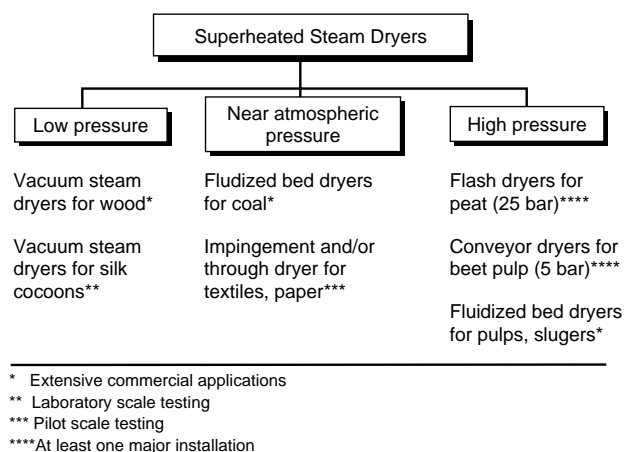 Superheated Steam Dryers
Low pressure
Near atmospheric
pressure
High pressure
Vacuum steam
dryers for wood*
Vacuum steam
dryers for silk
cocoons**
Fludized bed dryers
for coal*
Impingement and/or
through dryer for
textiles, paper***
Flash dryers for
peat (25 bar)****
Conveyor dryers for
beet pulp (5 bar)****
Fluidized bed dryers
for pulps, slugers*
* Extensive commercial applications
** Laboratory scale testing
*** Pilot scale testing
****At least one major installation